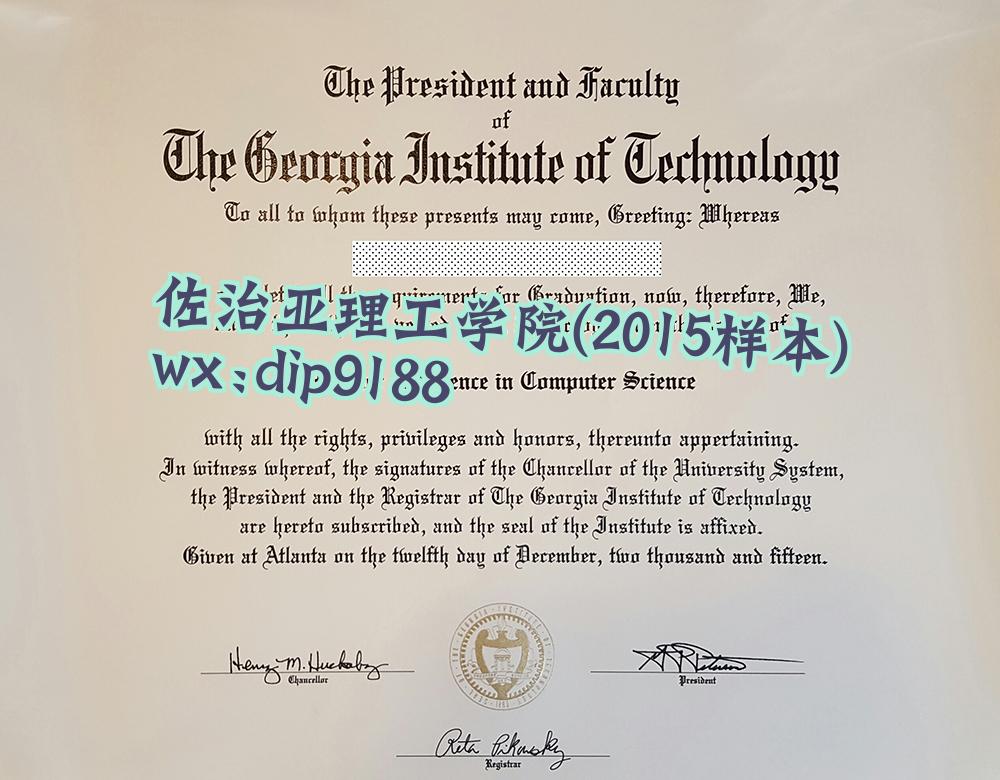 The President and Faculty
of
The Georgia Institute of Technology
To all to whom these presents may come, Greeting: Whereas
for Graduation, now, therefore, We,
佐治亚理工学院(2015样本)
wx:dip9188
in Computer Science
with all the rights, privileges and honors, thereunto appertaining.
In witness whereof, the signatures of the Chancellor of the University System,
the President and the Registrar of The Georgia Institute of Technology
are hereto subscribed, and the seal of the Institute is affixed.
Given at Atlanta on the twelfth day of December, two thousand and fifteen.
Henry M. Huckaby
Chancellor
President
Rita Pikowsky
Registrar